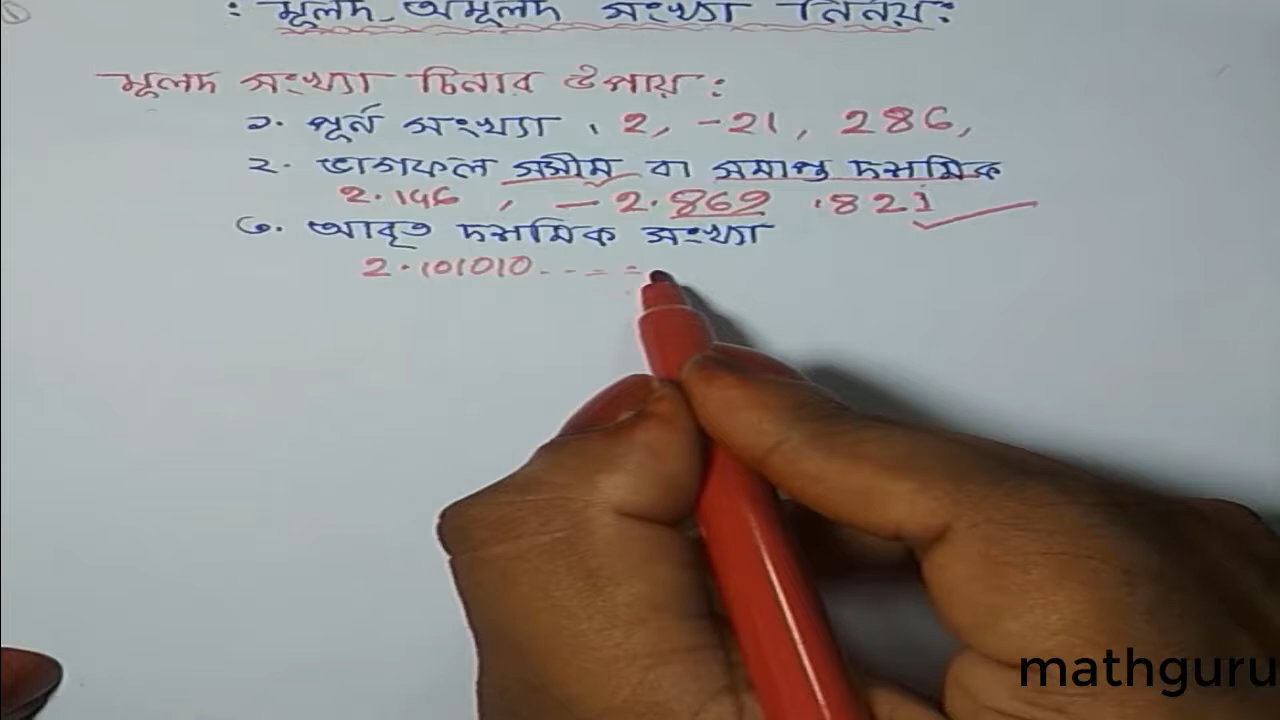 : মূলদ অমূলদ সংখ্যা নিনয়:
মূলদ সংখ্যা চিনার উপায়:
১. পূর্ন সংখ্যা, 2, -21, 286,
২. ভাগফল সসীম বা সমাপ্ত দশমিক
2.146, -2.862 .821
৩. আবৃত দশমিক সংখ্যা
2.101010.....
mathguru